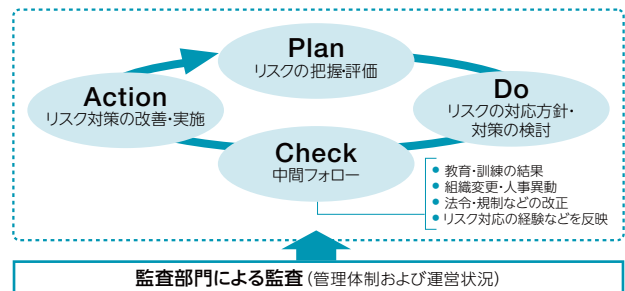 Plan
リスクの把握・評価
Action
リスク対策の改善・実施
Do
リスクの対応方針・
対策の検討
Check
中間フォロー
● 教育・訓練の結果
● 組織変更・人事異動
● 法令・規制などの改正
● リスク対応の経験などを反映
監査部門による監査(管理体制および運営状況)